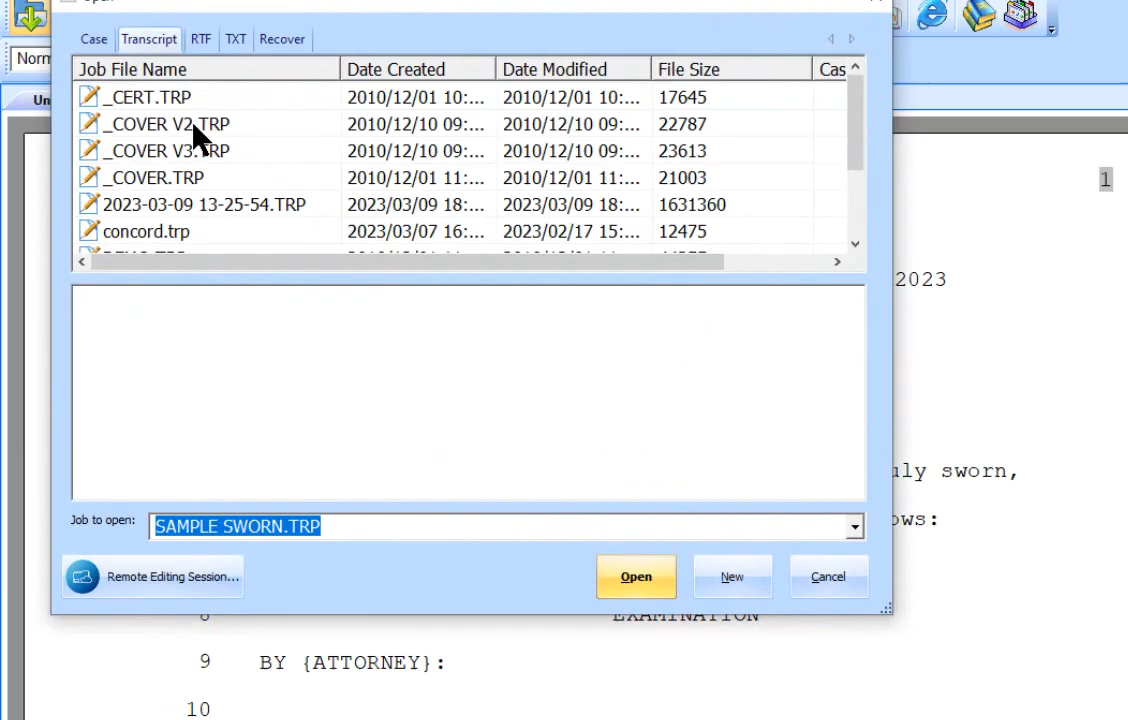 Norm
Case Transcript RTF TXT Recover
Un
Job File Name Date Created Date Modified File Size Cas
_CERT.TRP 2010/12/01 10:... 2010/12/01 10:... 17645
_COVER V2.TRP 2010/12/10 09:... 2010/12/10 09:... 22787
_COVER V3.TRP 2010/12/10 09:... 2010/12/10 09:... 23613
_COVER.TRP 2010/12/01 11:... 2010/12/01 11:... 21003
1
2023-03-09 13-25-54.TRP 2023/03/09 18:... 2023/03/09 18:... 1631360
concord.trp 2023/03/07 16:... 2023/02/17 15:... 12475
2023
uly sworn,
Job to open: SAMPLE SWORN.TRP
ows:
Remote Editing Session... Open New Cancel
8 EXAMINATION
9 BY {ATTORNEY}:
10